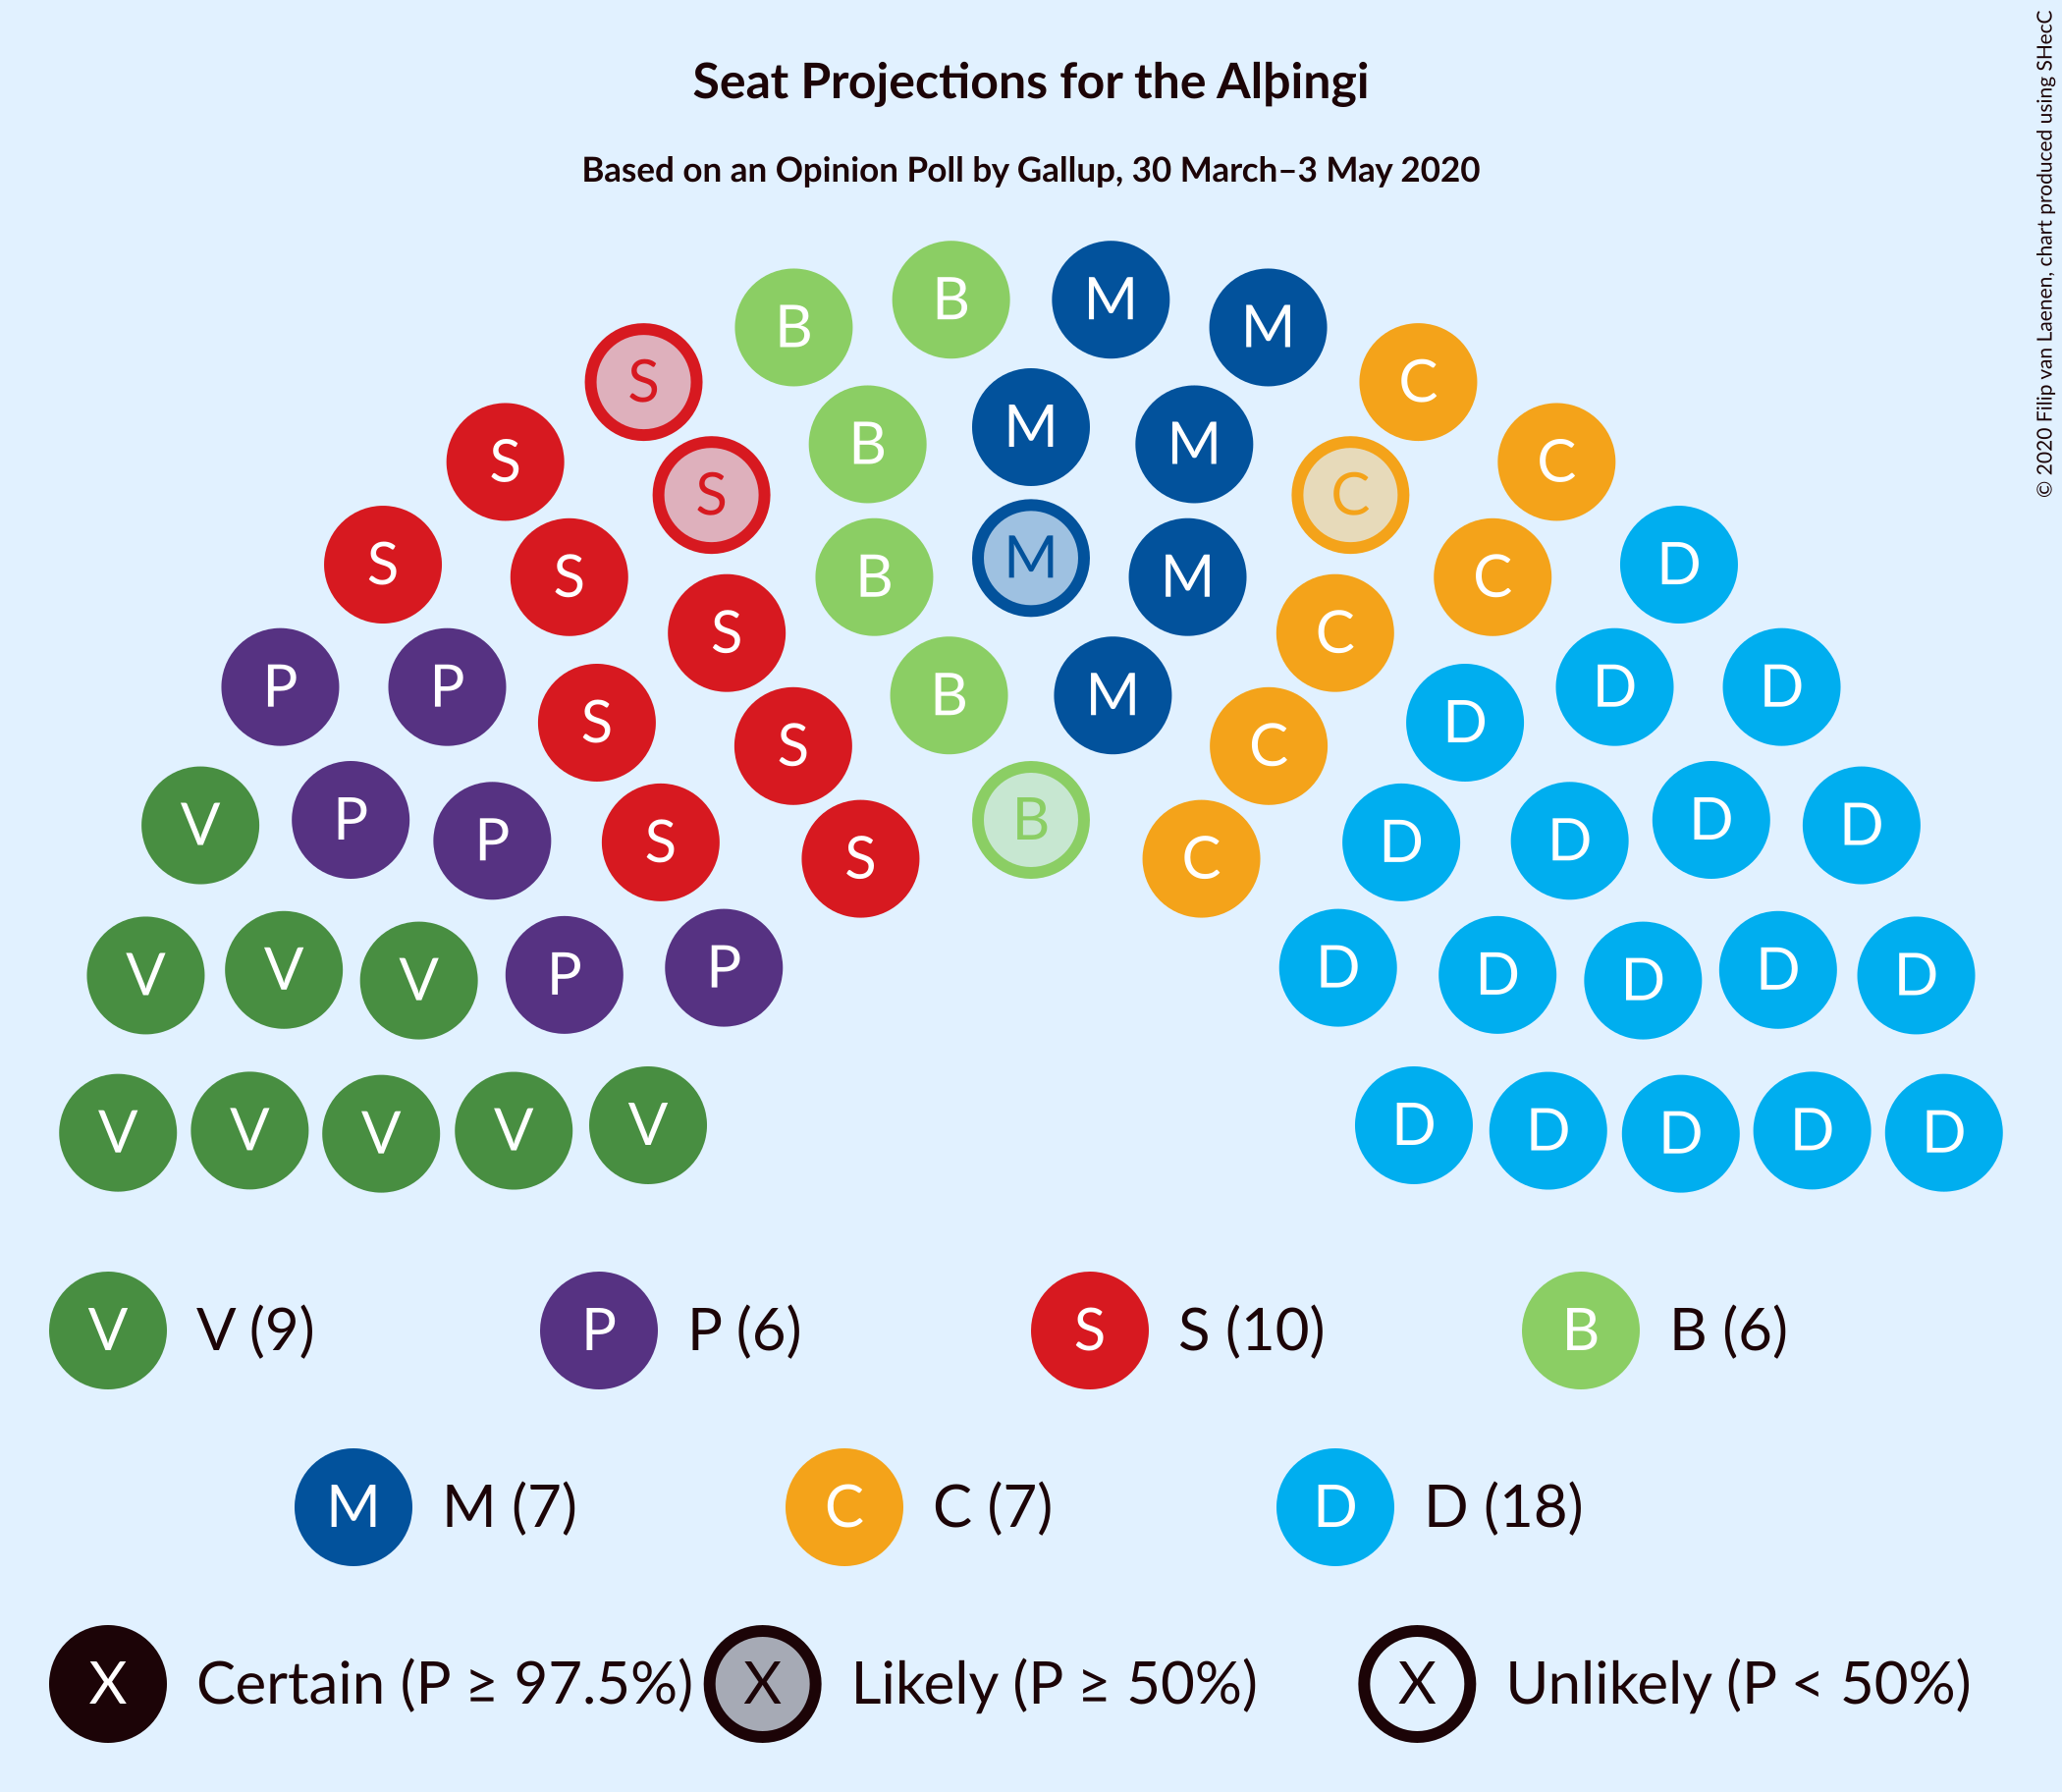 Seat Projections for the Alþingi
Based on an Opinion Poll by Gallup, 30 March–3 May 2020
© 2020 Filip van Laenen, chart produced using SHecC
B B M M
S B M M C
S S B M M C C
S S S B M C C D
P P S S B M C D D D
V P P S S B C D D D D
V V V P P D D D D D
V V V V V D D D D D
V V (9) P P (6) S S (10) B B (6)
M M (7) C C (7) D D (18)
X Certain (P ≥ 97.5%) X Likely (P ≥ 50%) X Unlikely (P < 50%)